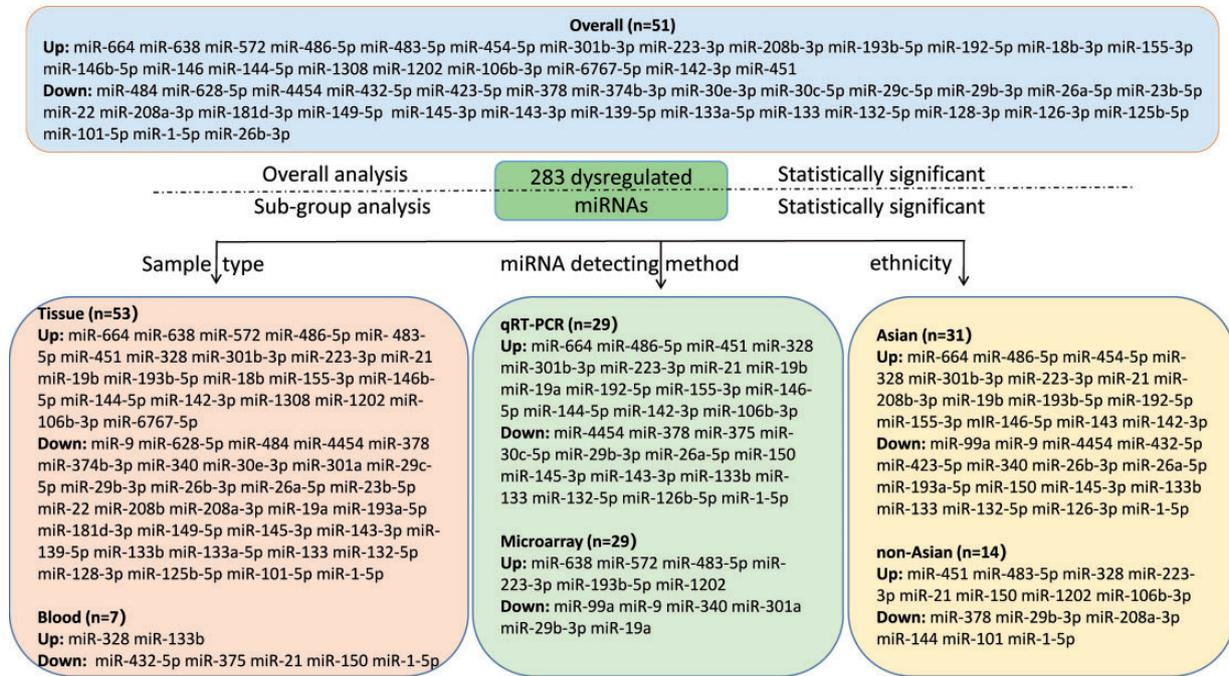 Overall (n=51)
Up: miR-664 miR-638 miR-572 miR-486-5p miR-483-5p miR-454-5p miR-301b-3p miR-223-3p miR-208b-3p miR-193b-5p miR-192-5p miR-18b-3p miR-155-3p
miR-146b-5p miR-146 miR-144-5p miR-1308 miR-1202 miR-106b-3p miR-6767-5p miR-142-3p miR-451
Down: miR-484 miR-628-5p miR-4454 miR-432-5p miR-423-5p miR-378 miR-374b-3p miR-30e-3p miR-30c-5p miR-29c-5p miR-29b-3p miR-26a-5p miR-23b-5p
miR-22 miR-208a-3p miR-181d-3p miR-149-5p miR-145-3p miR-143-3p miR-139-5p miR-133a-5p miR-133 miR-132-5p miR-128-3p miR-126-3p miR-125b-5p
miR-101-5p miR-1-5p miR-26b-3p
Overall analysis
283 dysregulated
Statistically significant
Sub-group analysis
miRNAs
Statistically significant
Sample type
miRNA detecting method
ethnicity
Tissue (n=53)
Up: miR-664 miR-638 miR-572 miR-486-5p miR- 483-
5p miR-451 miR-328 miR-301b-3p miR-223-3p miR-21
miR-19b miR-193b-5p miR-18b miR-155-3p miR-146b-
5p miR-144-5p miR-142-3p miR-1308 miR-1202 miR-
106b-3p miR-6767-5p
Down: miR-9 miR-628-5p miR-484 miR-4454 miR-378
miR-374b-3p miR-340 miR-30e-3p miR-301a miR-29c-
5p miR-29b-3p miR-26b-3p miR-26a-5p miR-23b-5p
miR-22 miR-208b miR-208a-3p miR-19a miR-193a-5p
miR-181d-3p miR-149-5p miR-145-3p miR-143-3p miR-
139-5p miR-133b miR-133a-5p miR-133 miR-132-5p
miR-128-3p miR-125b-5p miR-101-5p miR-1-5p
Blood (n=7)
Up: miR-328 miR-133b
Down: miR-432-5p miR-375 miR-21 miR-150 miR-1-5p
qRT-PCR (n=29)
Up: miR-664 miR-486-5p miR-451 miR-328
miR-301b-3p miR-223-3p miR-21 miR-19b
miR-19a miR-192-5p miR-155-3p miR-146-
5p miR-144-5p miR-142-3p miR-106b-3p
Down: miR-4454 miR-378 miR-375 miR-
30c-5p miR-29b-3p miR-26a-5p miR-150
miR-145-3p miR-143-3p miR-133b miR-
133 miR-132-5p miR-126b-5p miR-1-5p
Microarray (n=29)
Up: miR-638 miR-572 miR-483-5p miR-
223-3p miR-193b-5p miR-1202
Down: miR-99a miR-9 miR-340 miR-301a
miR-29b-3p miR-19a
Asian (n=31)
Up: miR-664 miR-486-5p miR-454-5p miR-
328 miR-301b-3p miR-223-3p miR-21 miR-
208b-3p miR-19b miR-193b-5p miR-192-5p
miR-155-3p mlR-146-5p miR-143 miR-142-3p
Down: miR-99a miR-9 miR-4454 miR-432-5p
miR-423-5p miR-340 miR-26b-3p miR-26a-5p
miR-193a-5p miR-150 miR-145-3p miR-133b
miR-133 miR-132-5p miR-126-3p miR-1-5p
non-Asian (n=14)
Up: miR-451 miR-483-5p miR-328 miR-223-
3p miR-21 miR-150 miR-1202 miR-106b-3p
Down: miR-378 miR-29b-3p miR-208a-3p
miR-144 miR-101 miR-1-5p